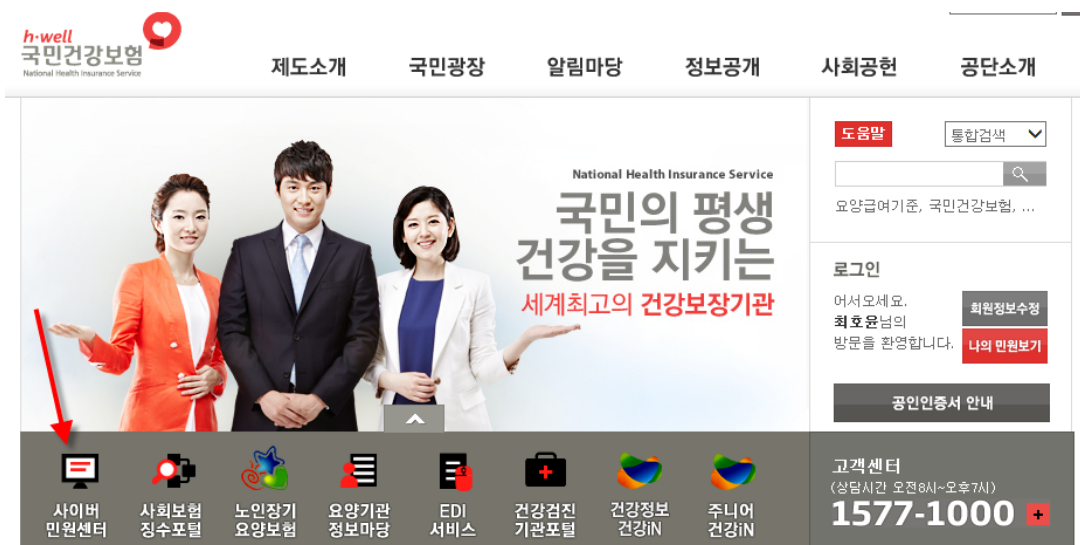 h·well
국민건강보험
National Health Insurance Service
제도소개 국민광장 알림마당 정보공개 사회공헌 공단소개
National Health Insurance Service
국민의 평생
건강을 지키는
세계최고의 건강보장기관
도움말 통합검색
요양급여기준, 국민건강보험, ...
로그인
어서오세요.
최호윤님의
방문을 환영합니다.
회원정보수정
나의 민원보기
공인인증서 안내
사이버
민원센터
사회보험
징수포털
노인장기
요양보험
요양기관
정보마당
EDI
서비스
건강검진
기관포털
건강정보
건강iN
주니어
건강iN
고객센터
(상담시간 오전8시~오후7시)
1577-1000